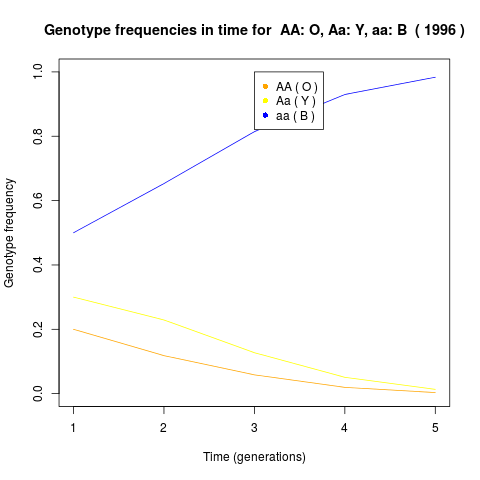 Genotype frequencies in time for  AA: O, Aa: Y, aa: B  ( 1996 )
AA ( O )
Aa ( Y )
aa ( B )
Genotype frequency
1.0
0.8
0.6
0.4
0.2
0.0
1 2 3 4 5
Time (generations)